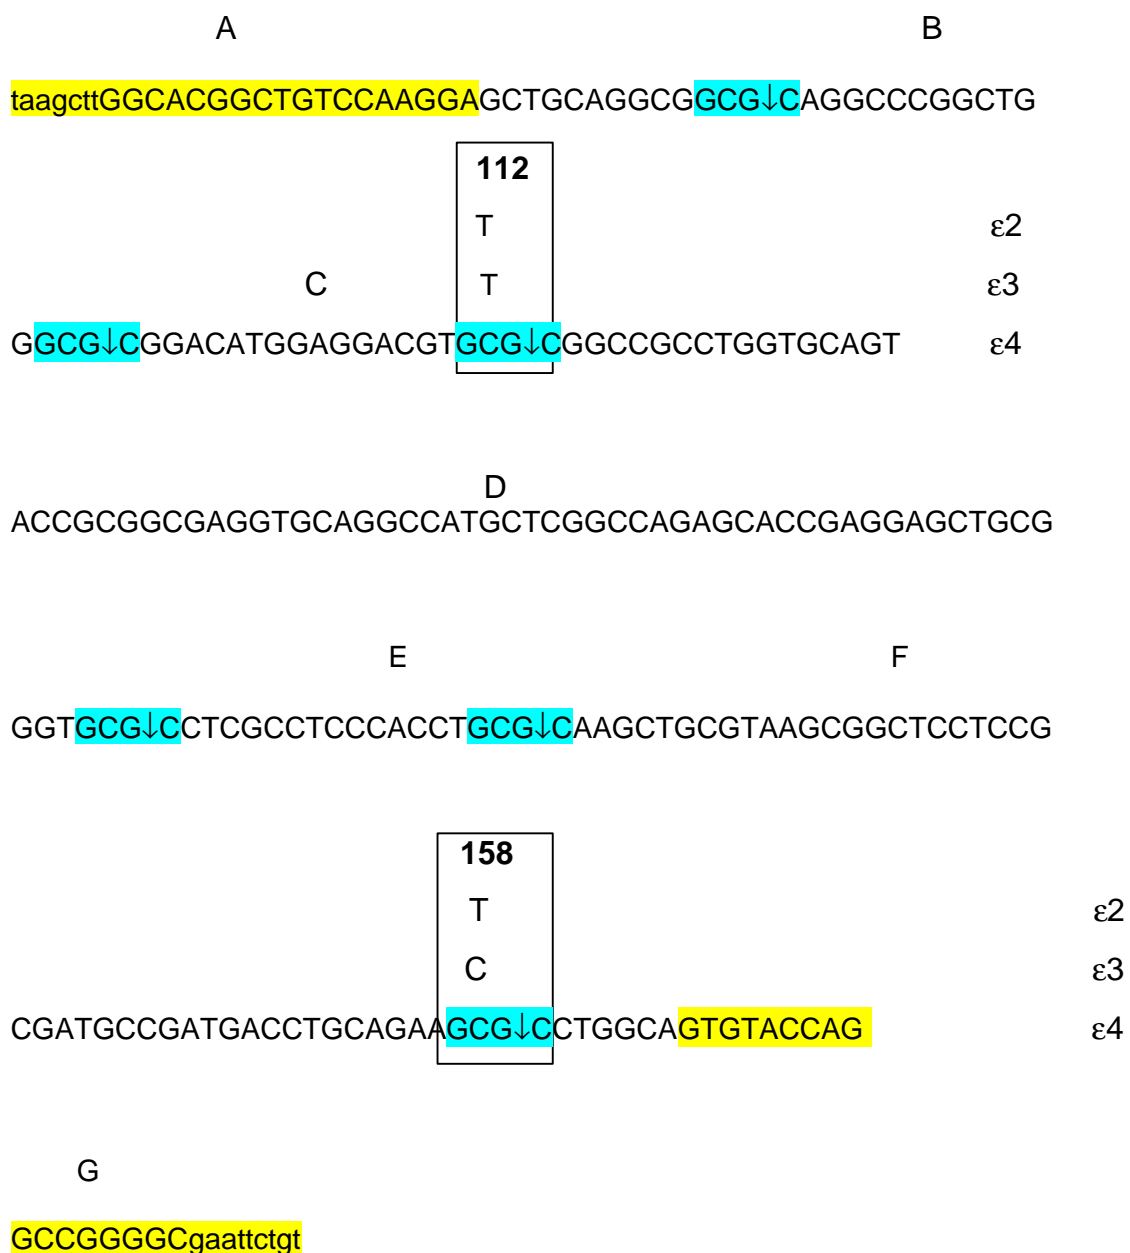 A B
taagcttGGCACGGCTGTCCAAGGAGCTGCAGGCGGCG↓CAGGCCCGGCTG
112
T ε2
C T ε3
GGCG↓CGGACATGGAGGACGTGCG↓CGGCCGCCTGGTGCAGT ε4
D
ACCGCGGCGAGGTGCAGGCCATGCTCGGCCAGAGCACCGAGGAGCTGCG
E F
GGTGCG↓CCTCGCCTCCCACCTGCG↓CAAGCTGCGTAAGCGGCTCCTCCG
158
T ε2
C ε3
CGATGCCGATGACCTGCAGAAGCG↓CCTGGCAGTGTACCAG ε4
G
GCCGGGGCgaattctgt